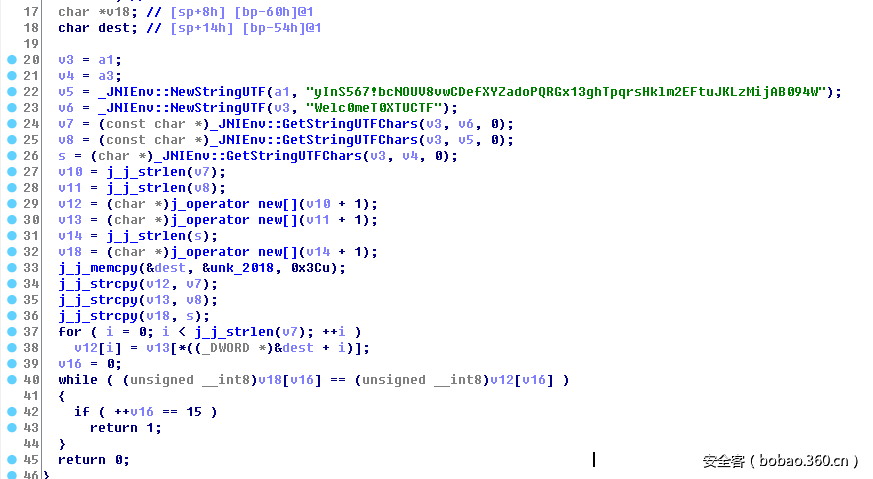 17 char *v18; // [sp+8h] [bp-60h]@1
18 char dest; // [sp+14h] [bp-54h]@1
19
20 v3 = a1;
21 v4 = a3;
22 v5 = _JNIEnv::NewStringUTF(a1, "yInS567!bcNOUV8vwCDefXYZadoPQRGx13ghTpqrsHklm2EFtuJKLzMijAB094W");
23 v6 = _JNIEnv::NewStringUTF(v3, "Welc0meT0XTUCTF");
24 v7 = (const char *)_JNIEnv::GetStringUTFChars(v3, v6, 0);
25 v8 = (const char *)_JNIEnv::GetStringUTFChars(v3, v5, 0);
26 s = (char *)_JNIEnv::GetStringUTFChars(v3, v4, 0);
27 v10 = j_j_strlen(v7);
28 v11 = j_j_strlen(v8);
29 v12 = (char *)j_operator new[](v10 + 1);
30 v13 = (char *)j_operator new[](v11 + 1);
31 v14 = j_j_strlen(s);
32 v18 = (char *)j_operator new[](v14 + 1);
33 j_j_memcpy(&dest, &unk_2018, 0x3Cu);
34 j_j_strcpy(v12, v7);
35 j_j_strcpy(v13, v8);
36 j_j_strcpy(v18, s);
37 for ( i = 0; i < j_j_strlen(v7); ++i )
38 v12[i] = v13[*((_DWORD *)&dest + i)];
39 v16 = 0;
40 while ( (unsigned __int8)v18[v16] == (unsigned __int8)v12[v16] )
41 {
42 if ( ++v16 == 15 )
43 return 1;
44 }
45 return 0;
46 }
安全客 ( bobao.360.cn )